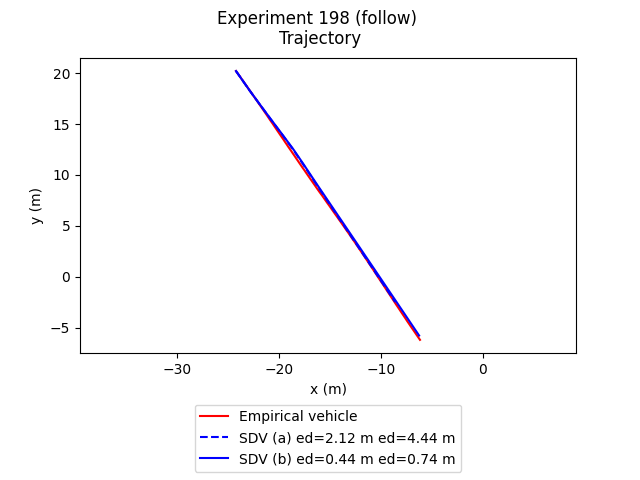 Experiment 198 (follow)
Trajectory
20
15
10
5
0
−5
y (m)
−30
−20
−10
0
x (m)
Empirical vehicle
SDV (a) ed=2.12 m ed=4.44 m
SDV (b) ed=0.44 m ed=0.74 m